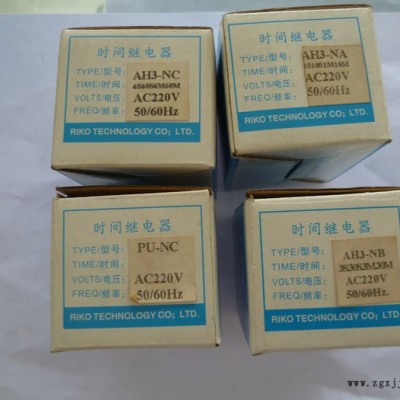 时间继电器
TYPE/型号: AH3-NC
TIME/时间: 6S60S6M60M
VOLTS/电压: AC220V
FREQ/频率: 50/60Hz
RIKO TECHNOLOGY CO; LTD.
时间继电器
TYPE/型号: AH3-NA
TIME/时间: 1S10S1M10M
VOLTS/电压: AC220V
FREQ/频率: 50/60Hz
RIKO TECHNOLOGY CO; LTD.
时间继电器
TYPE/型号: PU-NC
TIME/时间:
VOLTS/电压: AC220V
FREQ/频率: 50/60Hz
RIKO TECHNOLOGY CO; LTD.
时间继电器
TYPE/型号: AH3-NB
TIME/时间: 3S30S3M30M
VOLTS/电压: AC220V
FREQ/频率: 50/60Hz.
RIKO TECHNOLOGY CO; LTD.